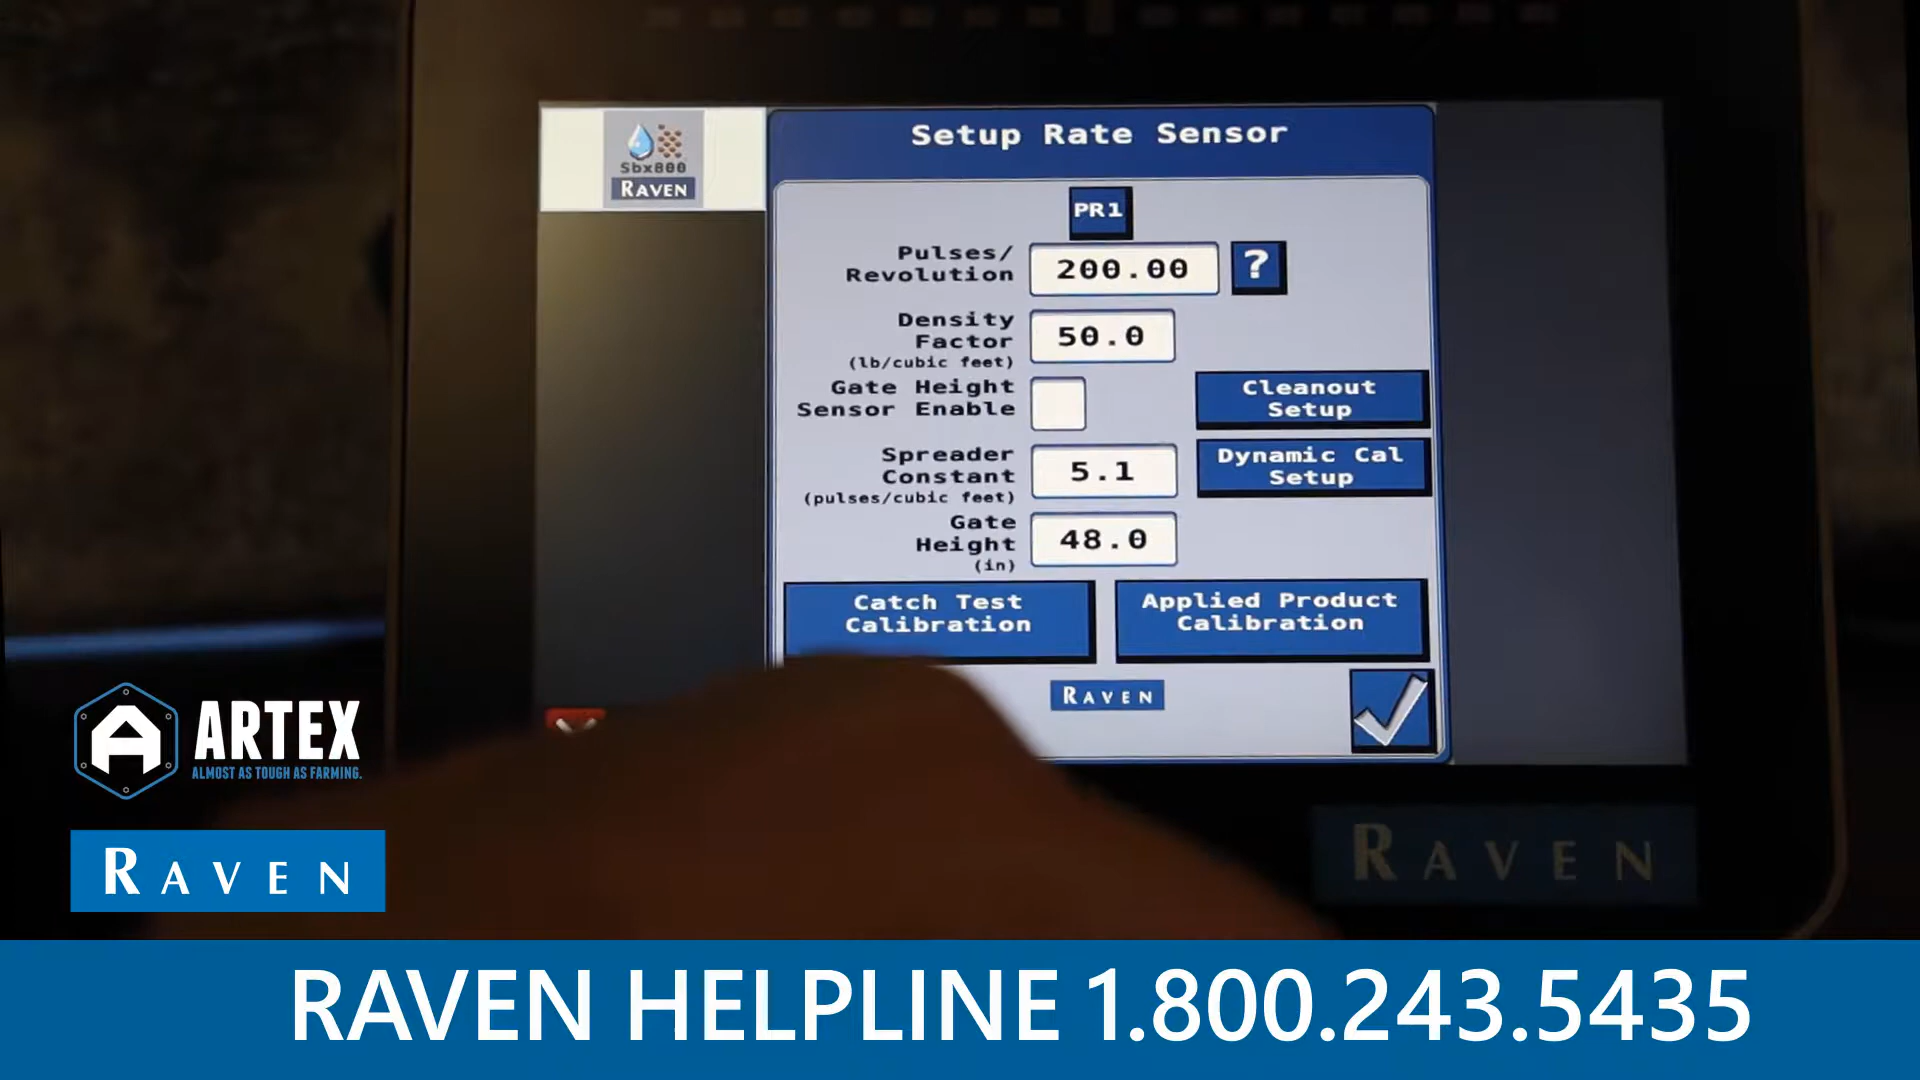 Setup Rate Sensor
Sbx800
RAVEN
PR1
Pulses/
Revolution
200.00
?
Density
Factor
(lb/cubic feet)
50.0
Gate Height
Sensor Enable
Cleanout
Setup
Spreader
Constant
(pulses/cubic feet)
5.1
Dynamic Cal
Setup
Gate
Height
(in)
48.0
Catch Test
Calibration
Applied Product
Calibration
RAVEN
A ARTEX
ALMOST AS TOUGH AS FARMING.
RAVEN
RAVEN
RAVEN HELPLINE 1.800.243.5435